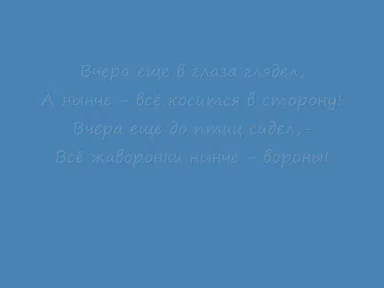 Вчера еще в глаза глядел,
А нынче - всё косится в сторону!
Вчера еще до птиц сидел,-
Всё жаворонки нынче - вороны!